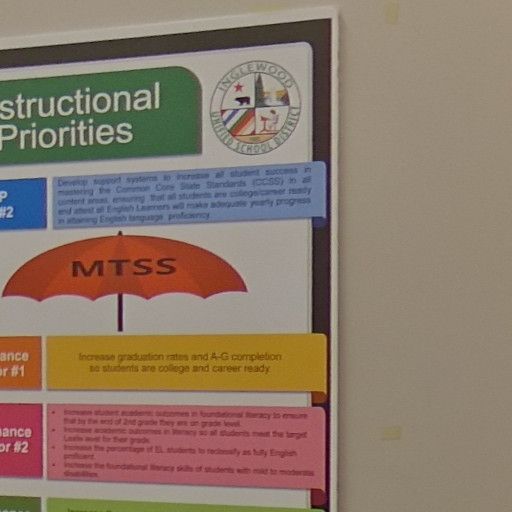 structional
Priorities
INGLEWOOD
UNIFIED SCHOOL DISTRICT
P
#2
Develop support systems to increase all student success in
mastering the Common Core State Standards (CCSS) in all
content areas, ensuring that all students are college/career ready
and attest all English Learners will make adequate yearly progress
in attaining English language proficiency.
MTSS
ance
or #1
Increase graduation rates and A-G completion
so students are college and career ready.
mance
or #2
• Increase student academic outcomes in foundational literacy to ensure
that by the end of 2nd grade they are on grade level.
• Increase academic outcomes in literacy so all students meet the target
Lexile level for their grade.
• Increase the percentage of EL students to reclassify as fully English
proficient.
• Increase the foundational literacy skills of students with mild to moderate
disabilities.